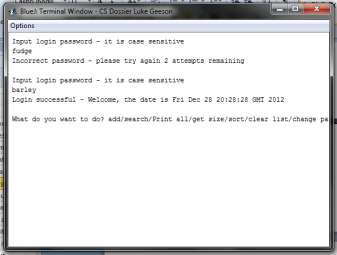 BlueJ: Terminal Window - CS Dossier Luke Geeson
Options
Input login password - it is case sensitive
fudge
Incorrect password - please try again 2 attempts remaining
Input login password - it is case sensitive
barley
Login successful - Welcome, the date is Fri Dec 28 20:28:28 GMT 2012
What do you want to do? add/search/Print all/get size/sort/clear list/change pa